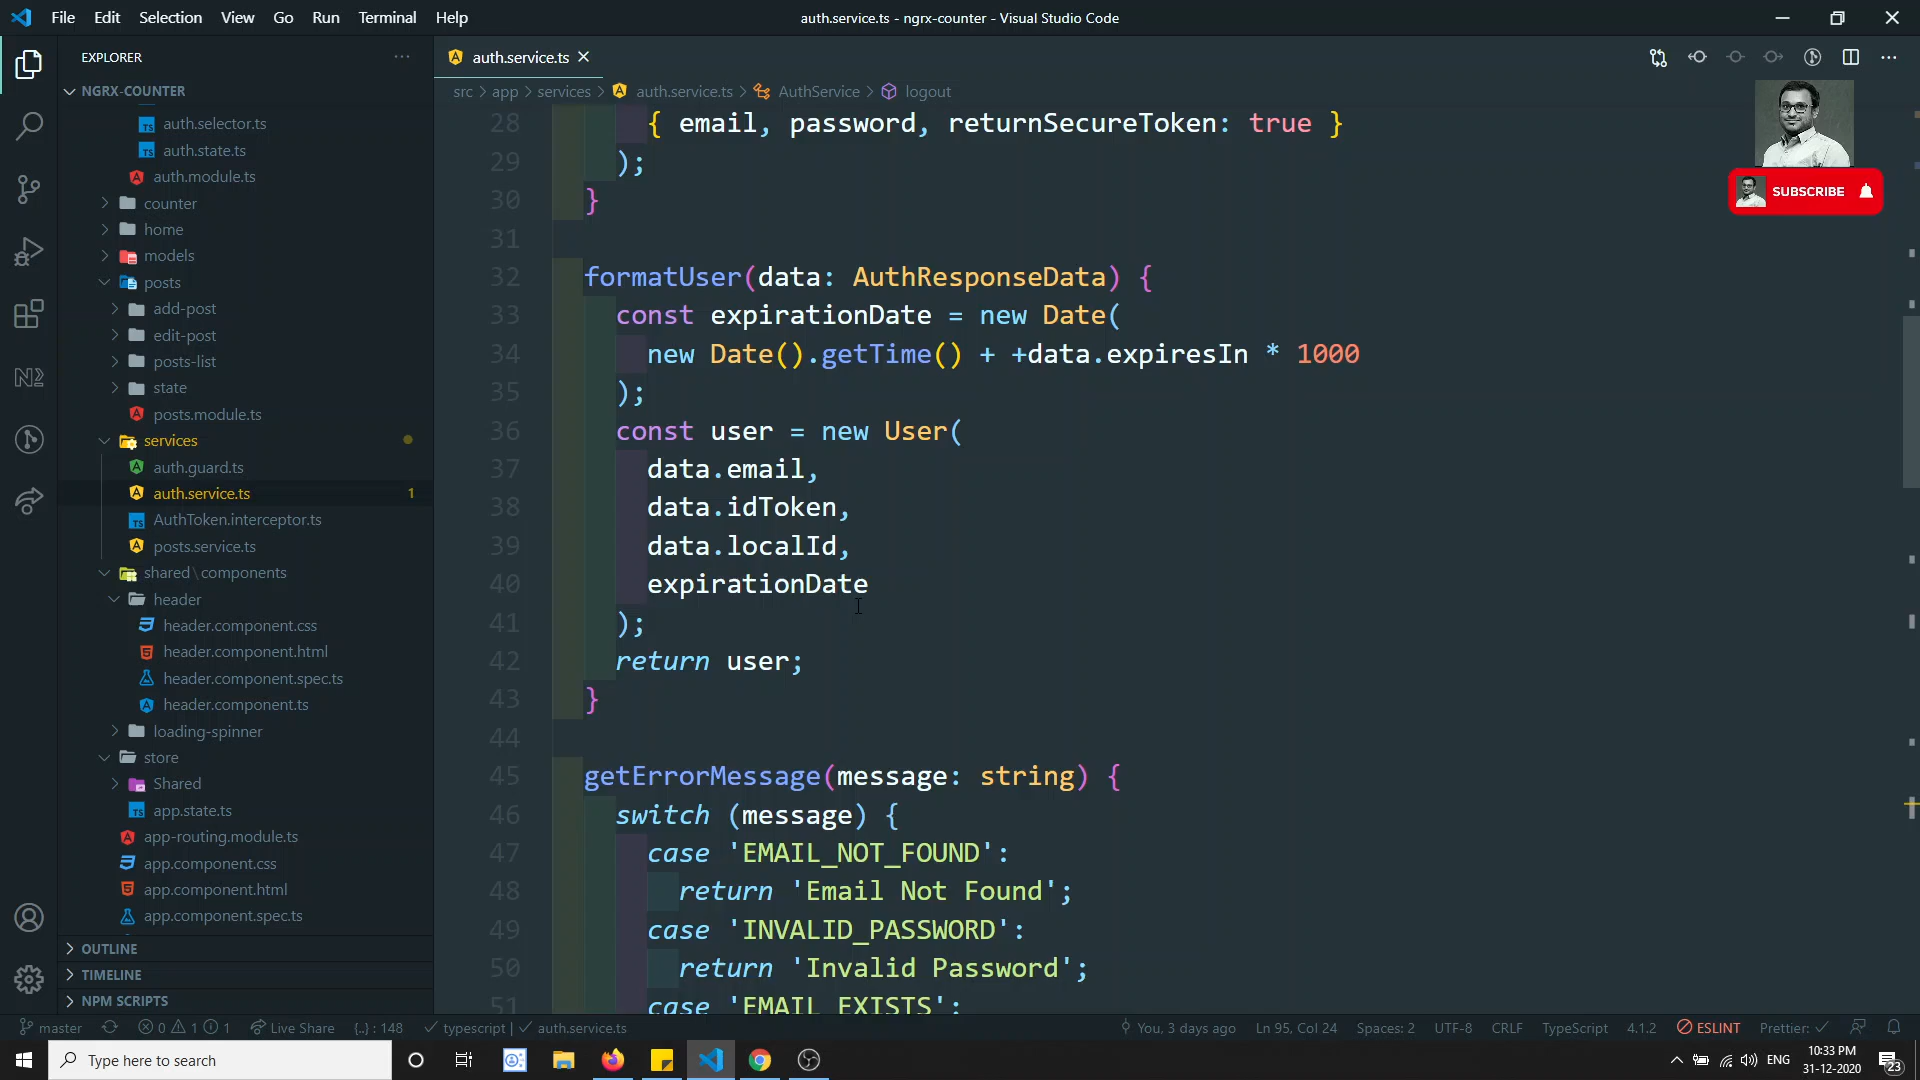 File Edit Selection View Go Run Terminal Help
auth.service.ts - ngrx-counter - Visual Studio Code
EXPLORER
NGRX-COUNTER
auth.selector.ts
auth.state.ts
auth.module.ts
counter
home
models
posts
add-post
edit-post
posts-list
state
posts.module.ts
services
auth.guard.ts
auth.service.ts 1
AuthToken.interceptor.ts
posts.service.ts
shared\components
header
header.component.css
header.component.html
header.component.spec.ts
header.component.ts
loading-spinner
store
Shared
app.state.ts
app-routing.module.ts
app.component.css
app.component.html
app.component.spec.ts
OUTLINE
TIMELINE
NPM SCRIPTS
auth.service.ts
src > app > services > auth.service.ts > AuthService > logout
SUBSCRIBE
28 { email, password, returnSecureToken: true }
29 );
30 }
31
32 formatUser(data: AuthResponseData) {
33 const expirationDate = new Date(
34 new Date().getTime() + +data.expiresIn * 1000
35 );
36 const user = new User(
37 data.email,
38 data.idToken,
39 data.localId,
40 expirationDate
41 );
42 return user;
43 }
44
45 getErrorMessage(message: string) {
46 switch (message) {
47 case 'EMAIL_NOT_FOUND':
48 return 'Email Not Found';
49 case 'INVALID_PASSWORD':
50 return 'Invalid Password';
51 case 'EMAIL_EXISTS':
master 0 1 1 Live Share {..} : 148 typescript | auth.service.ts You, 3 days ago Ln 95, Col 24 Spaces: 2 UTF-8 CRLF TypeScript 4.1.2 ESLINT Prettier:
Type here to search
ENG
10:33 PM
31-12-2020
23